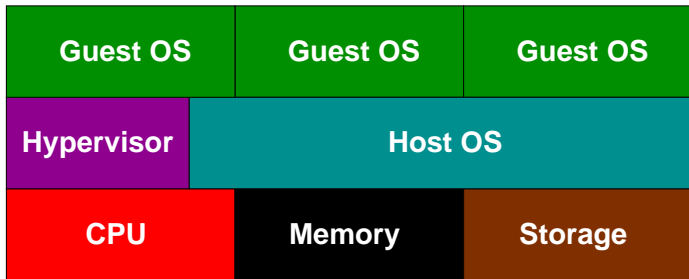 Guest OS Guest OS Guest OS
Hypervisor Host OS
CPU Memory Storage